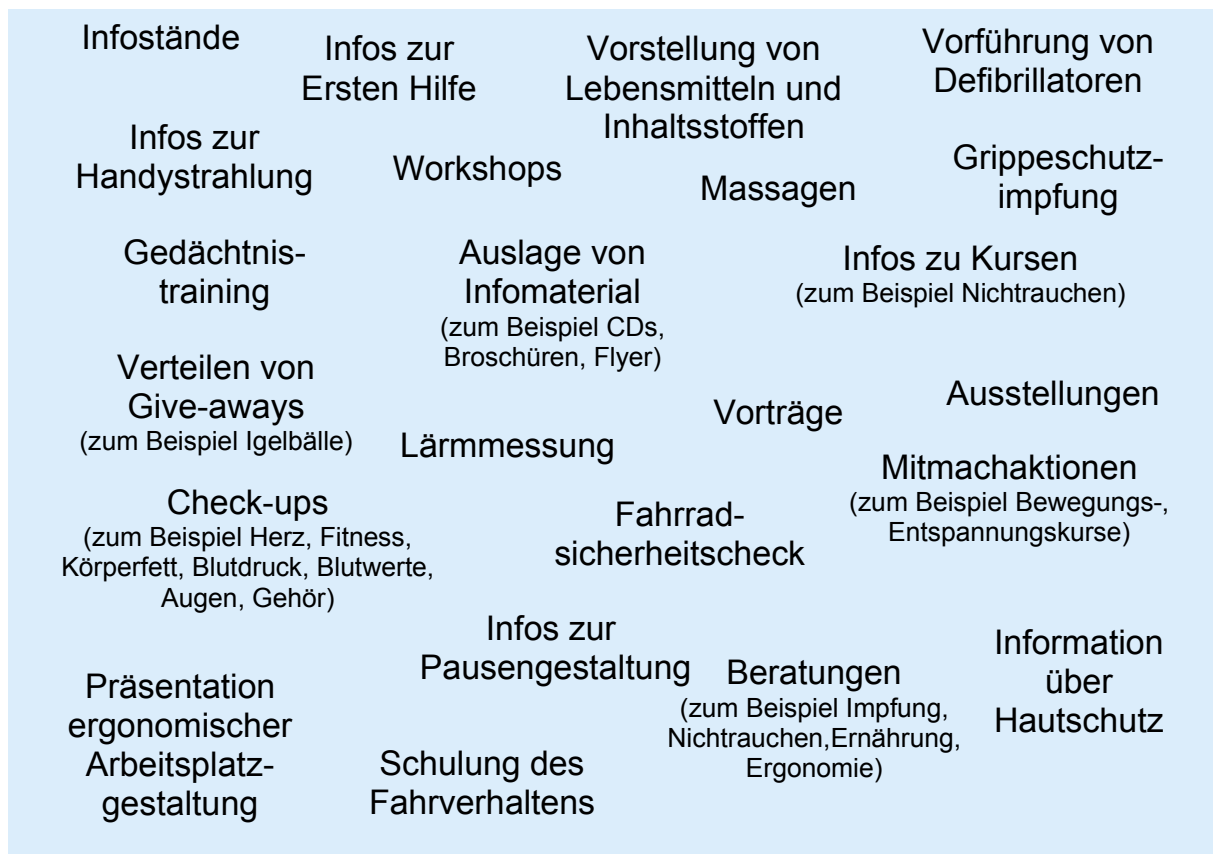 Infostände
Infos zur
Ersten Hilfe
Vorstellung von
Lebensmitteln und
Inhaltsstoffen
Vorführung von
Defibrillatoren
Infos zur
Handystrahlung
Workshops
Massagen
Grippeschutz-
impfung
Gedächtnis-
training
Auslage von
Infomaterial
(zum Beispiel CDs,
Broschüren, Flyer)
Infos zu Kursen
(zum Beispiel Nichtrauchen)
Verteilen von
Give-aways
(zum Beispiel Igelbälle)
Lärmmessung
Vorträge
Ausstellungen
Mitmachaktionen
(zum Beispiel Bewegungs-,
Entspannungskurse)
Check-ups
(zum Beispiel Herz, Fitness,
Körperfett, Blutdruck, Blutwerte,
Augen, Gehör)
Fahrrad-
sicherheitscheck
Infos zur
Pausengestaltung
Beratungen
(zum Beispiel Impfung,
Nichtrauchen,Ernährung,
Ergonomie)
Information
über
Hautschutz
Präsentation
ergonomischer
Arbeitsplatz-
gestaltung
Schulung des
Fahrverhaltens